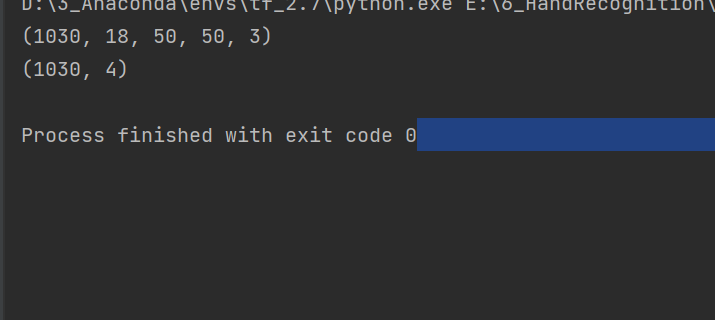 D:\3_Anaconda\envs\tf_2.7\python.exe E:\6_HandRecognition\
(1030, 18, 50, 50, 3)
(1030, 4)
Process finished with exit code 0